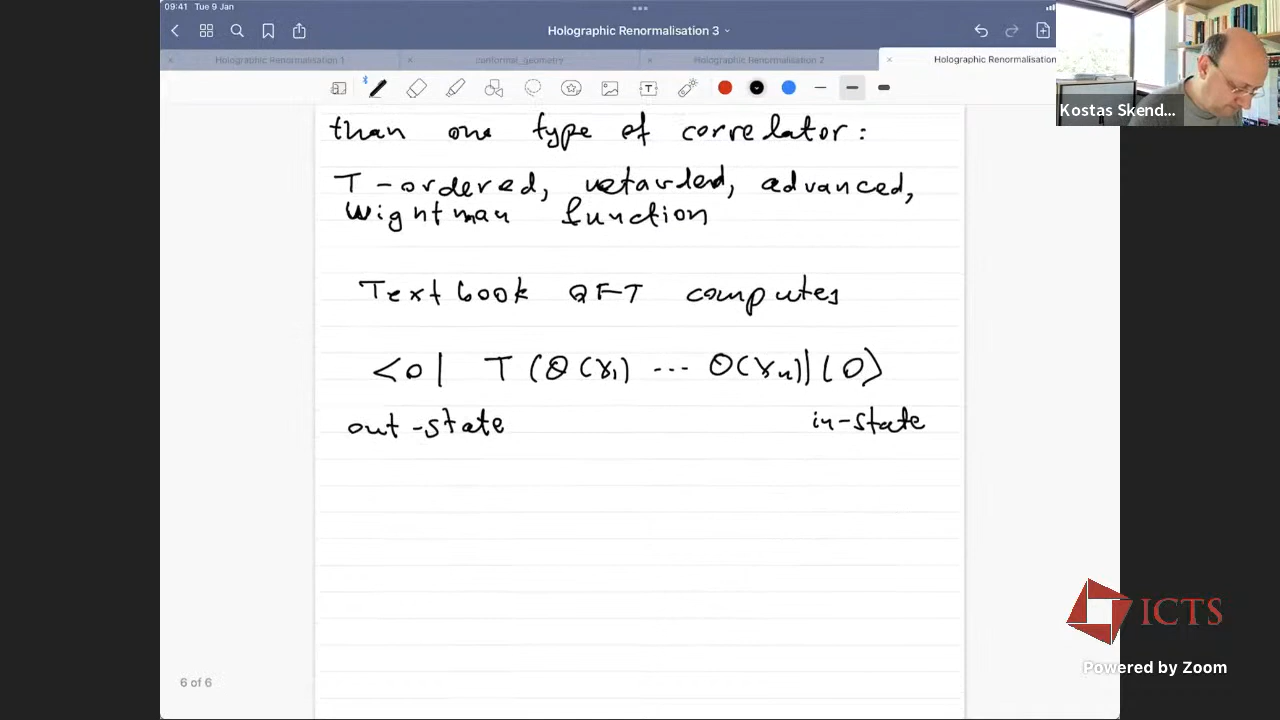 09:41 Tue 9 Jan
Holographic Renormalisation 3
Holographic Renormalisation 1
conformal_geometry
Holographic Renormalisation 2
Holographic Renormalisation
Kostas Skend...
than one type of correlator:
T-ordered, retarded, advanced,
Wightman function
Textbook QFT computes
<0| T (O(x₁) ... O(xₙ)) |0>
out-state in-state
6 of 6
ICTS
Powered by Zoom